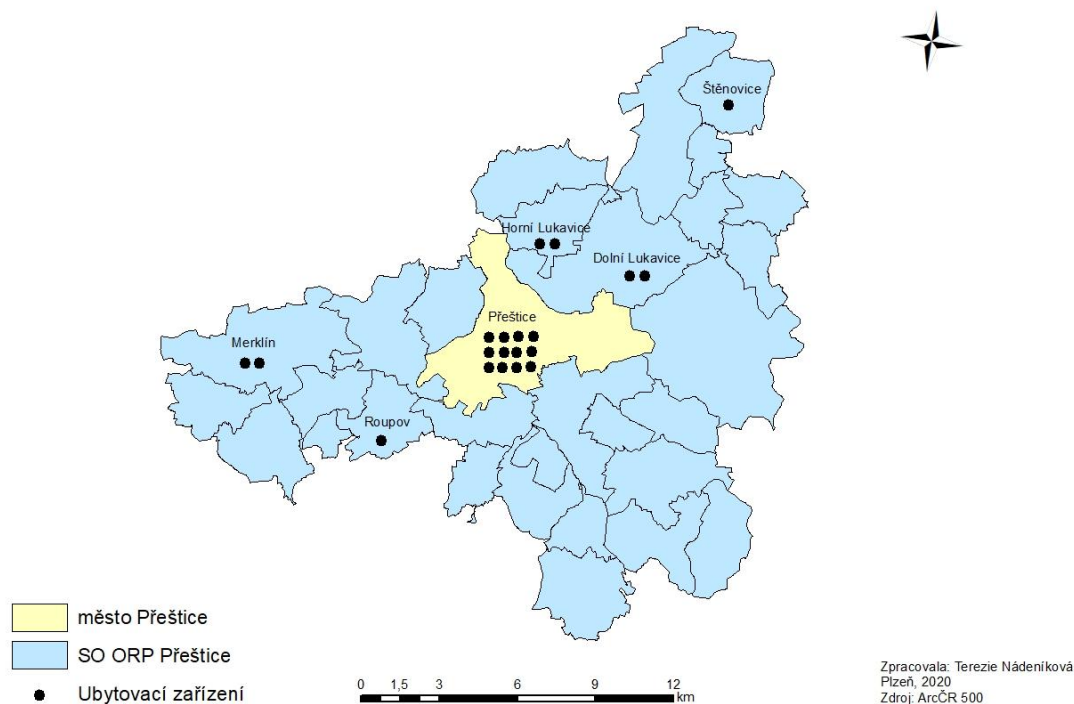 Štěnovice
Horní Lukavice
Dolní Lukavice
Přeštice
Merklín
Roupov
město Přeštice
SO ORP Přeštice
Ubytovací zařízení
0 1,5 3 6 9 12
km
Zpracovala: Terezie Nádeníková
Plzeň, 2020
Zdroj: ArcČR 500